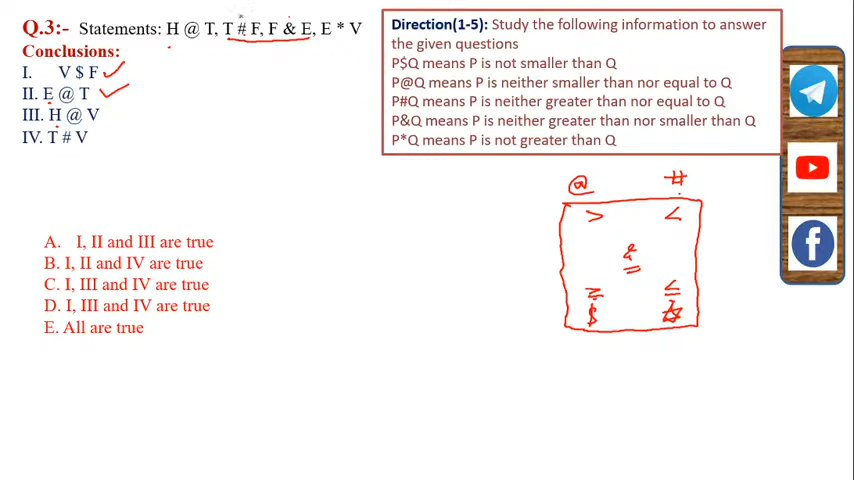 Q.3:- Statements: H @ T, T # F, F & E, E * V
Conclusions:
I. V $ F
II. E @ T
III. H @ V
IV. T # V
A. I, II and III are true
B. I, II and IV are true
C. I, III and IV are true
D. I, III and IV are true
E. All are true
Direction(1-5): Study the following information to answer
the given questions
P$Q means P is not smaller than Q
P@Q means P is neither smaller than nor equal to Q
P#Q means P is neither greater than nor equal to Q
P&Q means P is neither greater than nor smaller than Q
P*Q means P is not greater than Q
@ #
> <
&
≥ ≤
$